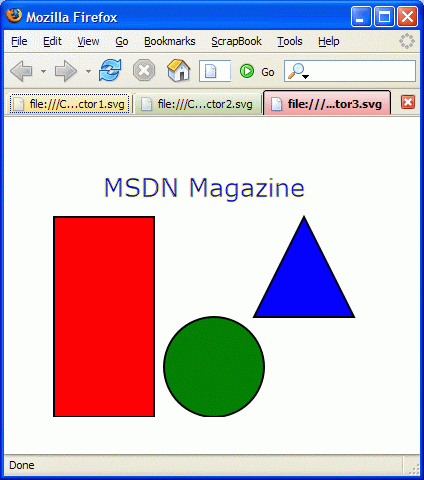 Mozilla Firefox
File Edit View Go Bookmarks ScrapBook Tools Help
Go
file:///C...ctor1.svg file:///C...ctor2.svg file:///...tor3.svg
MSDN Magazine
Done